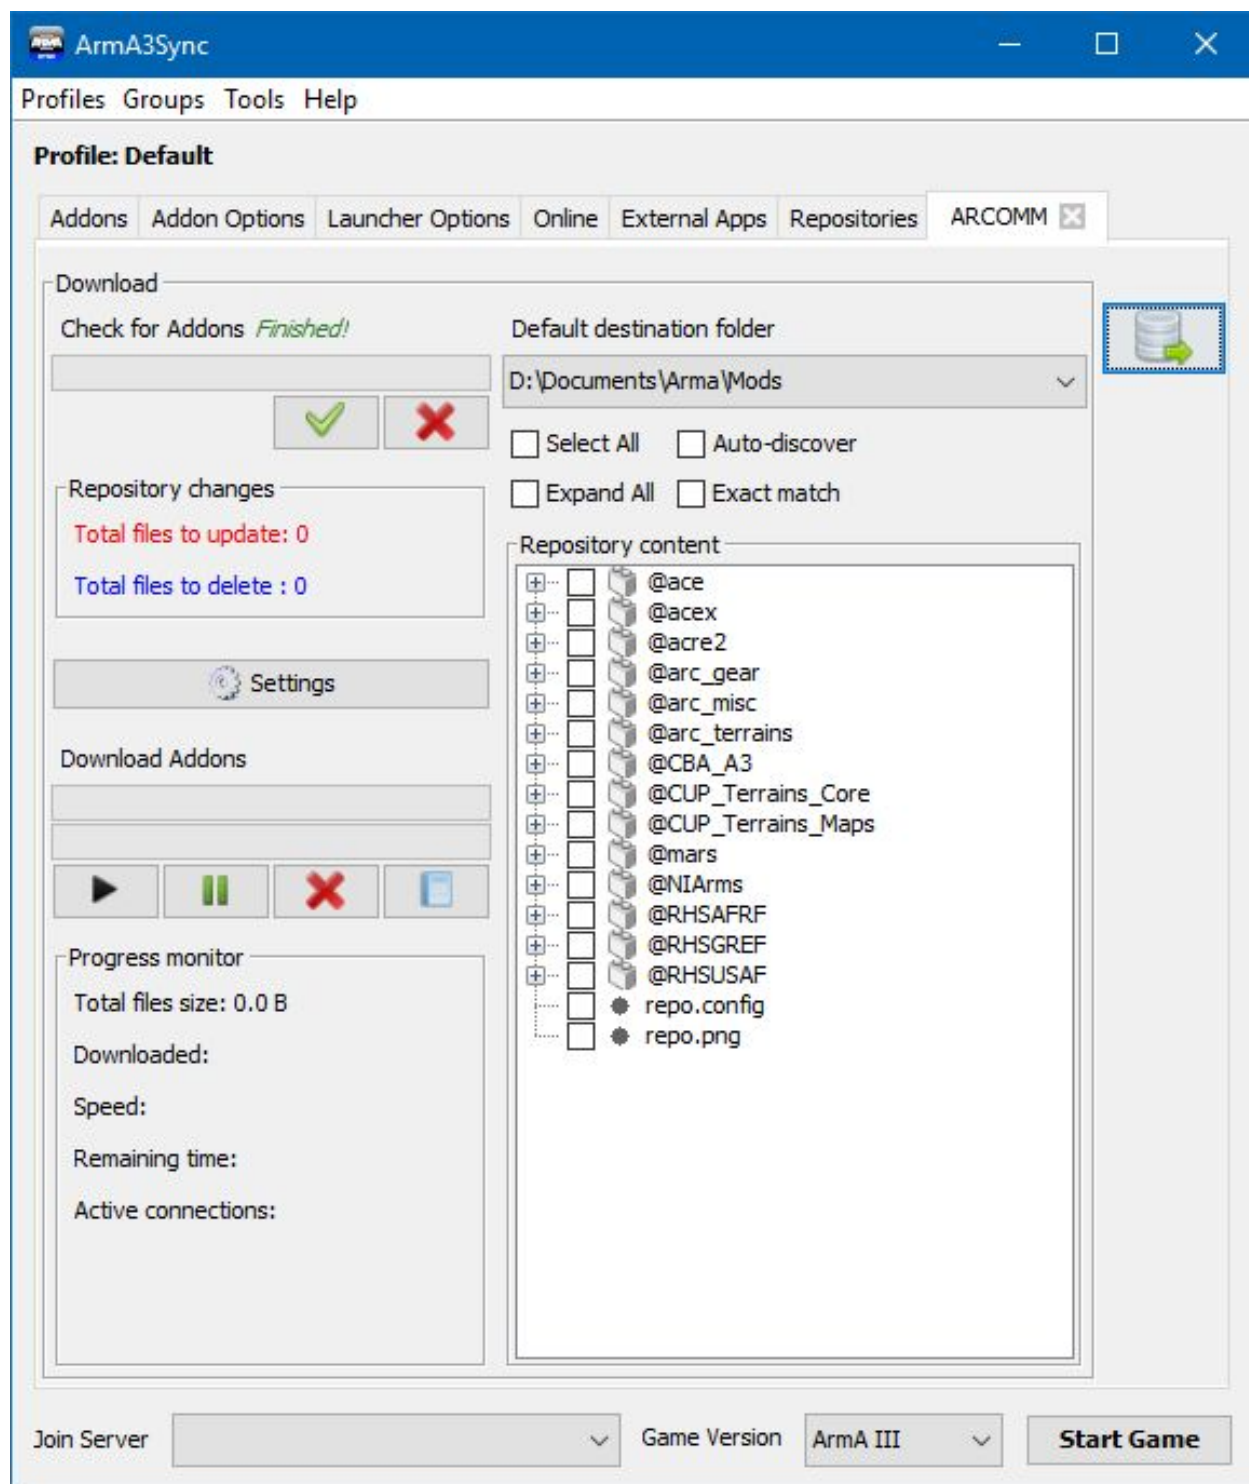 ArmA3Sync
Profiles Groups Tools Help
Profile: Default
Addons Addon Options Launcher Options Online External Apps Repositories ARCOMM
Download
Check for Addons Finished!
Repository changes
Total files to update: 0
Total files to delete : 0
Settings
Download Addons
Progress monitor
Total files size: 0.0 B
Downloaded:
Speed:
Remaining time:
Active connections:
Default destination folder
D:\Documents\Arma\Mods
Select All Auto-discover
Expand All Exact match
Repository content
@ace
@acex
@acre2
@arc_gear
@arc_misc
@arc_terrains
@CBA_A3
@CUP_Terrains_Core
@CUP_Terrains_Maps
@mars
@NIArms
@RHSAFRF
@RHSGREF
@RHSUSAF
repo.config
repo.png
Join Server Game Version ArmA III Start Game